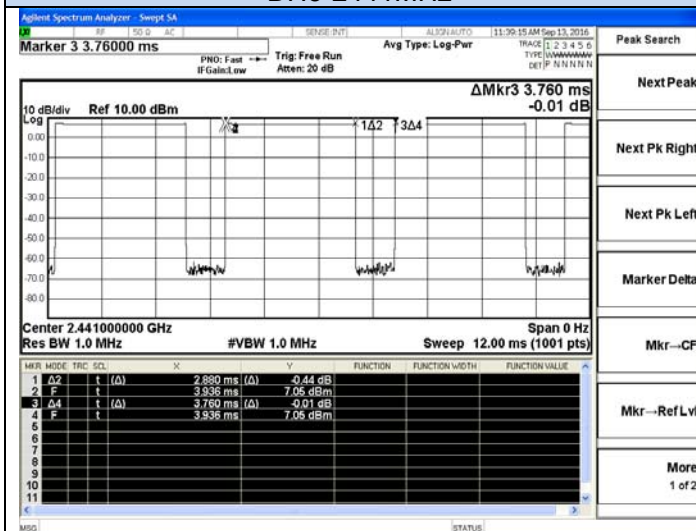 Agilent Spectrum Analyzer - Swept SA
RF 50 Ω AC SENSE:INT ALIGN AUTO 11:39:15 AM Sep 13, 2016
Marker 3 3.76000 ms
PNO: Fast
IFGain:Low
Trig: Free Run
Atten: 20 dB
Avg Type: Log-Pwr
TRACE 1 2 3 4 5 6
TYPE
DET P N N N N N
Peak Search
Next Peak
Next Pk Right
Next Pk Left
Marker Delta
Mkr→CF
Mkr→Ref Lvl
More
1 of 2
ΔMkr3 3.760 ms
-0.01 dB
10 dB/div Ref 10.00 dBm
Log
0.00
-10.0
-20.0
-30.0
-40.0
-50.0
-60.0
-70.0
-80.0
1Δ2 3Δ4
Center 2.441000000 GHz Span 0 Hz
Res BW 1.0 MHz #VBW 1.0 MHz Sweep 12.00 ms (1001 pts)
MKR MODE TRC SCL X Y FUNCTION FUNCTION WIDTH FUNCTION VALUE
1 Δ2 t (Δ) 2.880 ms (Δ) -0.44 dB
2 F t 3.936 ms 7.05 dBm
3 Δ4 t (Δ) 3.760 ms (Δ) -0.01 dB
4 F t 3.936 ms 7.05 dBm
5
6
7
8
9
10
11
MSG STATUS